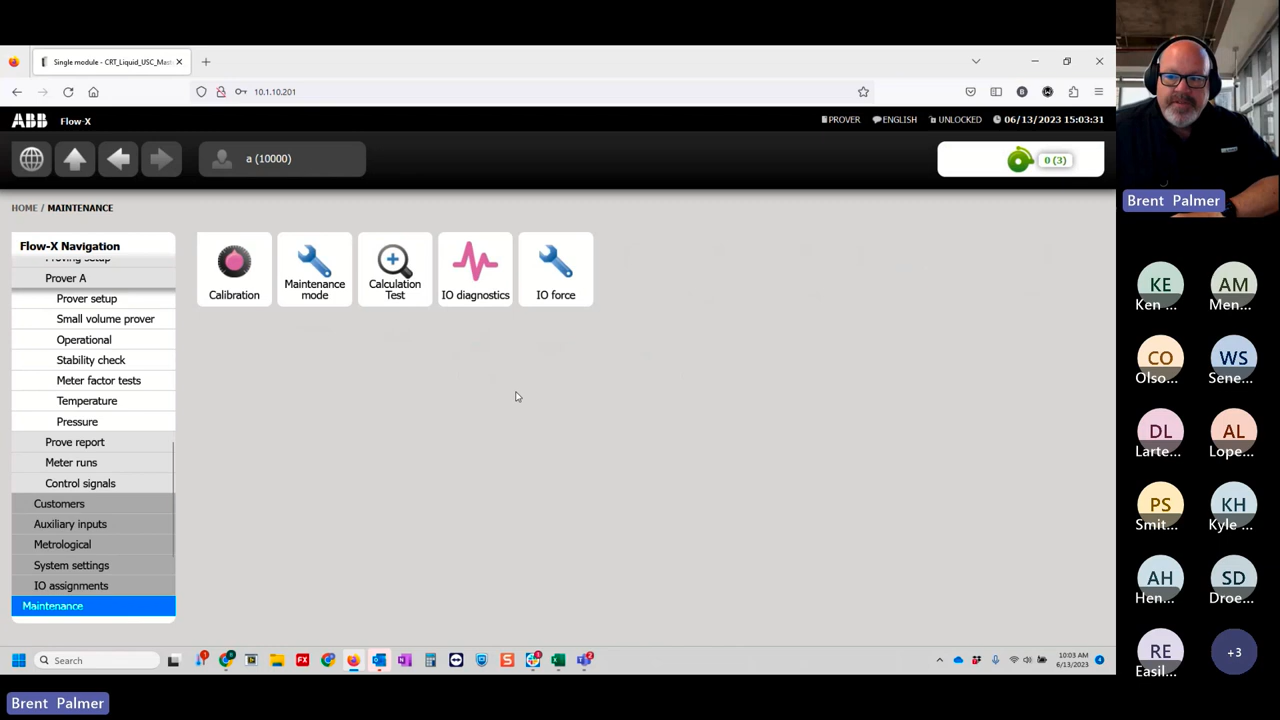 Single module - CRT_Liquid_USC_Mas
10.1.10.201
ABB Flow-X
PROVER ENGLISH UNLOCKED 06/13/2023 15:03:31
a (10000)
0 (3)
HOME / MAINTENANCE
Flow-X Navigation
Proving setup
Prover A
Prover setup
Small volume prover
Operational
Stability check
Meter factor tests
Temperature
Pressure
Prove report
Meter runs
Control signals
Customers
Auxiliary inputs
Metrological
System settings
IO assignments
Maintenance
Calibration
Maintenance
mode
Calculation
Test
IO diagnostics
IO force
Search
10:03 AM
6/13/2023
Brent Palmer
Brent Palmer
KE
Ken ...
AM
Men...
CO
Olso...
WS
Sene...
DL
Larte...
AL
Lope...
PS
Smit...
KH
Kyle ...
AH
Hen...
SD
Droe...
RE
Easil...
+3